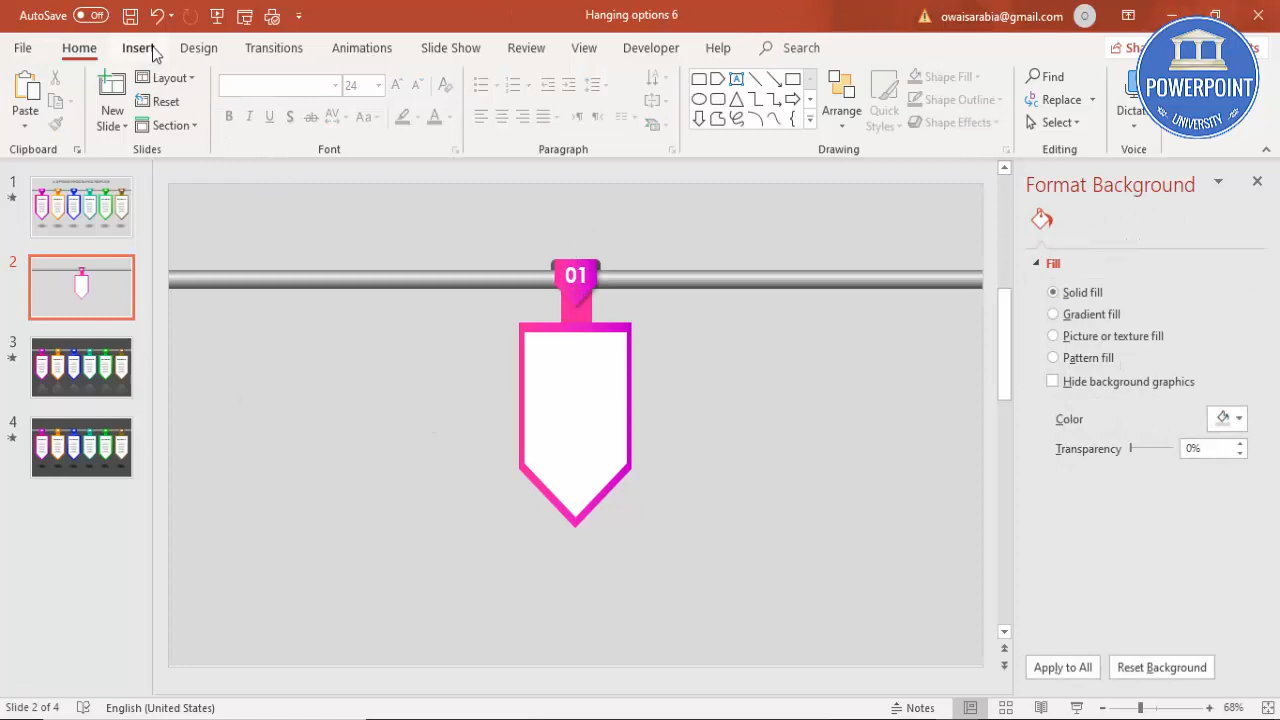 AutoSave Off
Hanging options 6
owaisarabia@gmail.com
File Home Insert Design Transitions Animations Slide Show Review View Developer Help Search
POWERPOINT
UNIVERSITY
Paste
Clipboard
New
Slide
Layout
Reset
Section
Slides
24
Font
Paragraph
Arrange
Quick
Styles
Shape Fill
Shape Outline
Shape Effects
Drawing
Find
Replace
Select
Editing
Voice
1
2
3
4
01
Format Background
Fill
Solid fill
Gradient fill
Picture or texture fill
Pattern fill
Hide background graphics
Color
Transparency 0%
Apply to All Reset Background
Slide 2 of 4 English (United States) Notes 68%